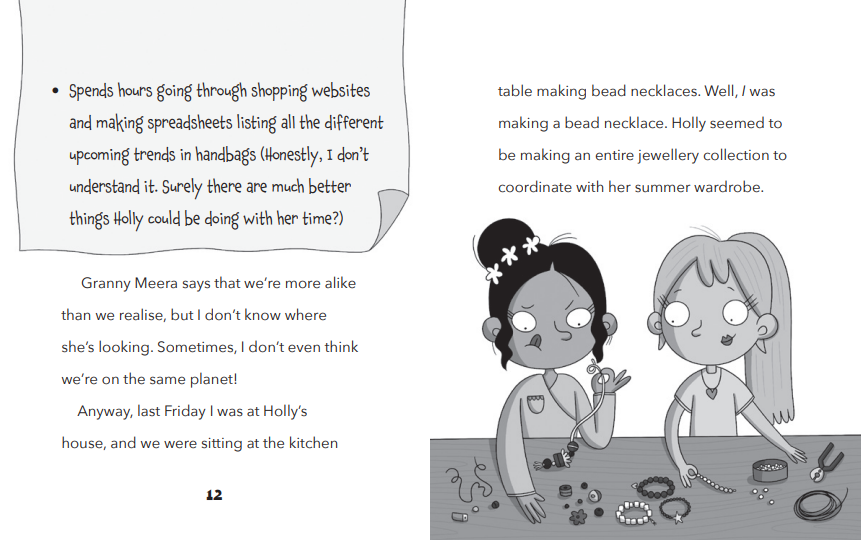 • Spends hours going through shopping websites
and making spreadsheets listing all the different
upcoming trends in handbags (Honestly, I don't
understand it. Surely there are much better
things Holly could be doing with her time?)
Granny Meera says that we're more alike
than we realise, but I don't know where
she's looking. Sometimes, I don't even think
we're on the same planet!
Anyway, last Friday I was at Holly's
house, and we were sitting at the kitchen
12
table making bead necklaces. Well, I was
making a bead necklace. Holly seemed to
be making an entire jewellery collection to
coordinate with her summer wardrobe.